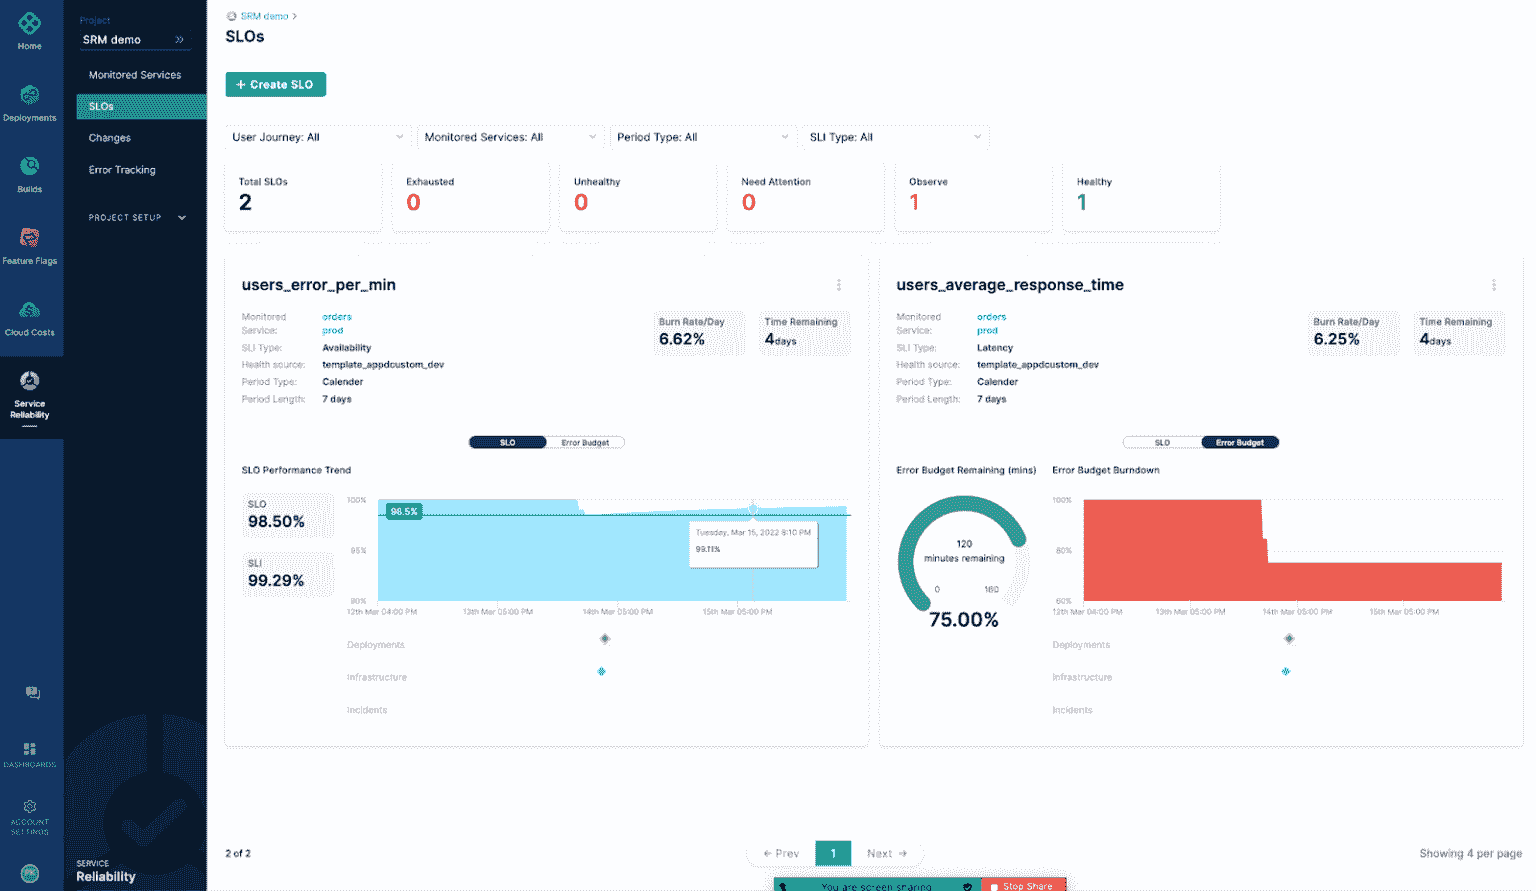 Home
Deployments
Builds
Feature Flags
Cloud Costs
Service
Reliability
DASHBOARDS
ACCOUNT
SETTINGS
Project
SRM demo
Monitored Services
SLOs
Changes
Error Tracking
PROJECT SETUP
SERVICE
Reliability
SRM demo
SLOs
+ Create SLO
User Journey: All
Monitored Services: All
Period Type: All
SLI Type: All
Total SLOs
2
Exhausted
0
Unhealthy
0
Need Attention
0
Observe
1
Healthy
1
users_error_per_min
Monitored
Service:
orders
prod
SLI Type:
Availability
Health source:
template_appdcustom_dev
Period Type:
Calender
Period Length:
7 days
Burn Rate/Day
6.62%
Time Remaining
4days
SLO
Error Budget
SLO Performance Trend
SLO
98.50%
SLI
99.29%
100%
95%
90%
98.5%
Tuesday, Mar 15, 2022 8:10 PM
99.11%
12th Mar 04:00 PM
13th Mar 05:00 PM
14th Mar 05:00 PM
15th Mar 05:00 PM
Deployments
Infrastructure
Incidents
users_average_response_time
Monitored
Service:
orders
prod
SLI Type:
Latency
Health source:
template_appdcustom_dev
Period Type:
Calender
Period Length:
7 days
Burn Rate/Day
6.25%
Time Remaining
4days
SLO
Error Budget
Error Budget Remaining (mins)
120
minutes remaining
0
160
75.00%
Error Budget Burndown
100%
80%
60%
12th Mar 04:00 PM
13th Mar 05:00 PM
14th Mar 05:00 PM
15th Mar 05:00 PM
Deployments
Infrastructure
Incidents
2 of 2
← Prev
1
Next →
Showing 4 per page
You are screen sharing
Stop Share